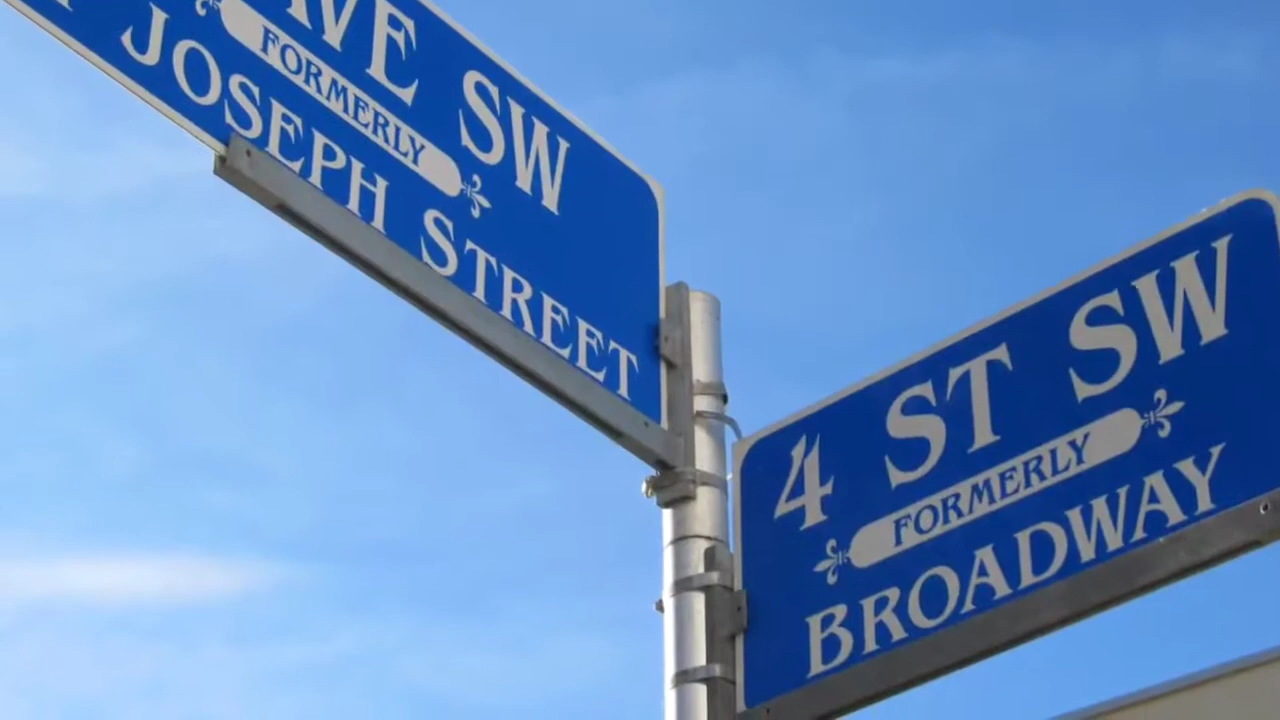 AVE SW
FORMERLY
JOSEPH STREET
4 ST SW
FORMERLY
BROADWAY